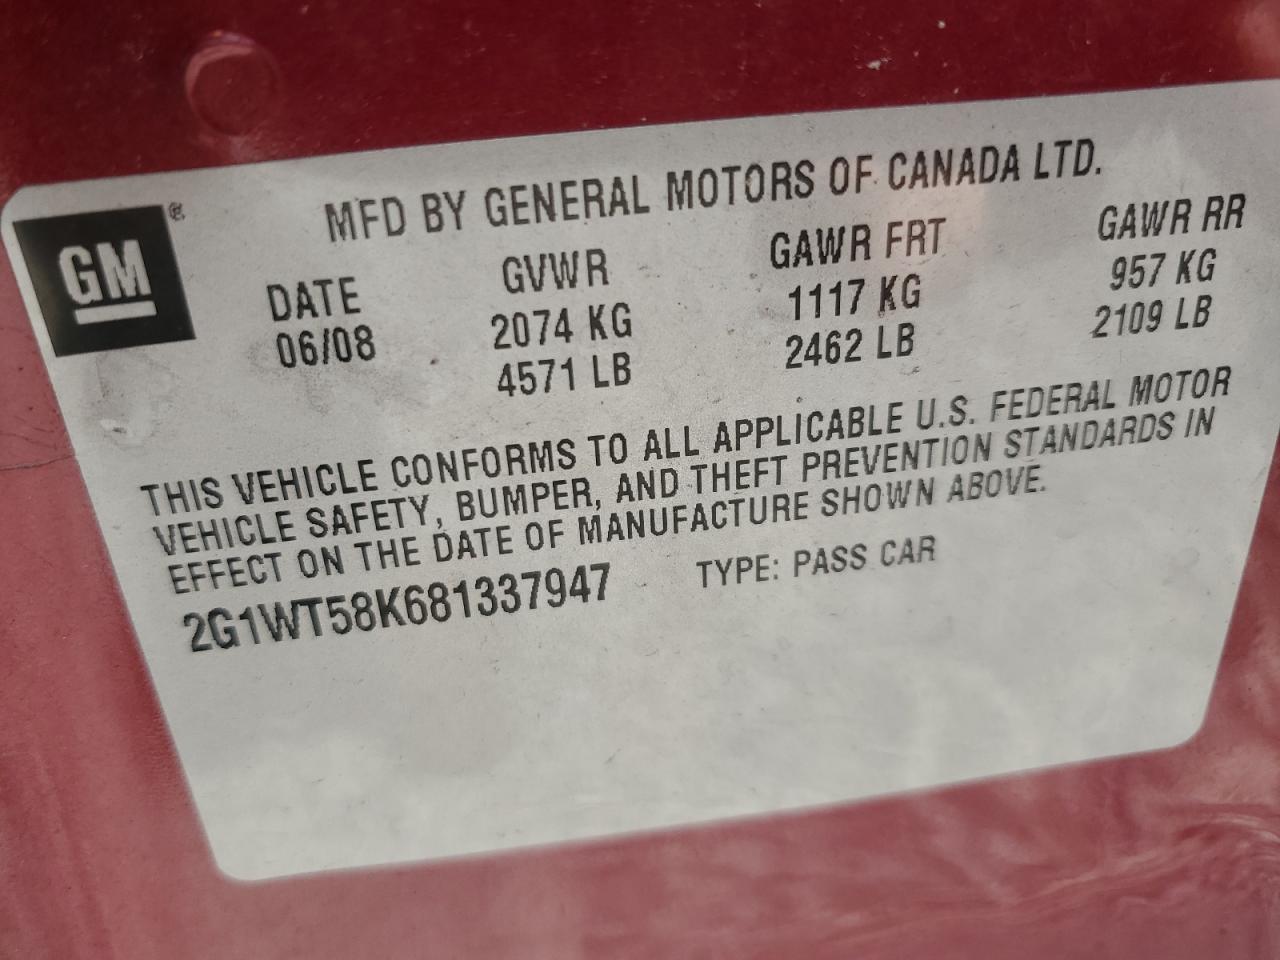 GM®
MFD BY GENERAL MOTORS OF CANADA LTD.
DATE GVWR GAWR FRT GAWR RR
06/08 2074 KG 1117 KG 957 KG
4571 LB 2462 LB 2109 LB
THIS VEHICLE CONFORMS TO ALL APPLICABLE U.S. FEDERAL MOTOR
VEHICLE SAFETY, BUMPER, AND THEFT PREVENTION STANDARDS IN
EFFECT ON THE DATE OF MANUFACTURE SHOWN ABOVE.
2G1WT58K681337947 TYPE: PASS CAR